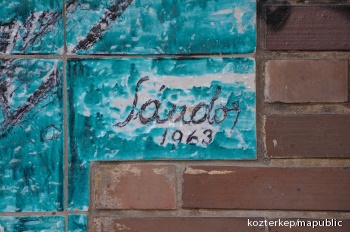 Sándor
1963
kozterkep/mapublic